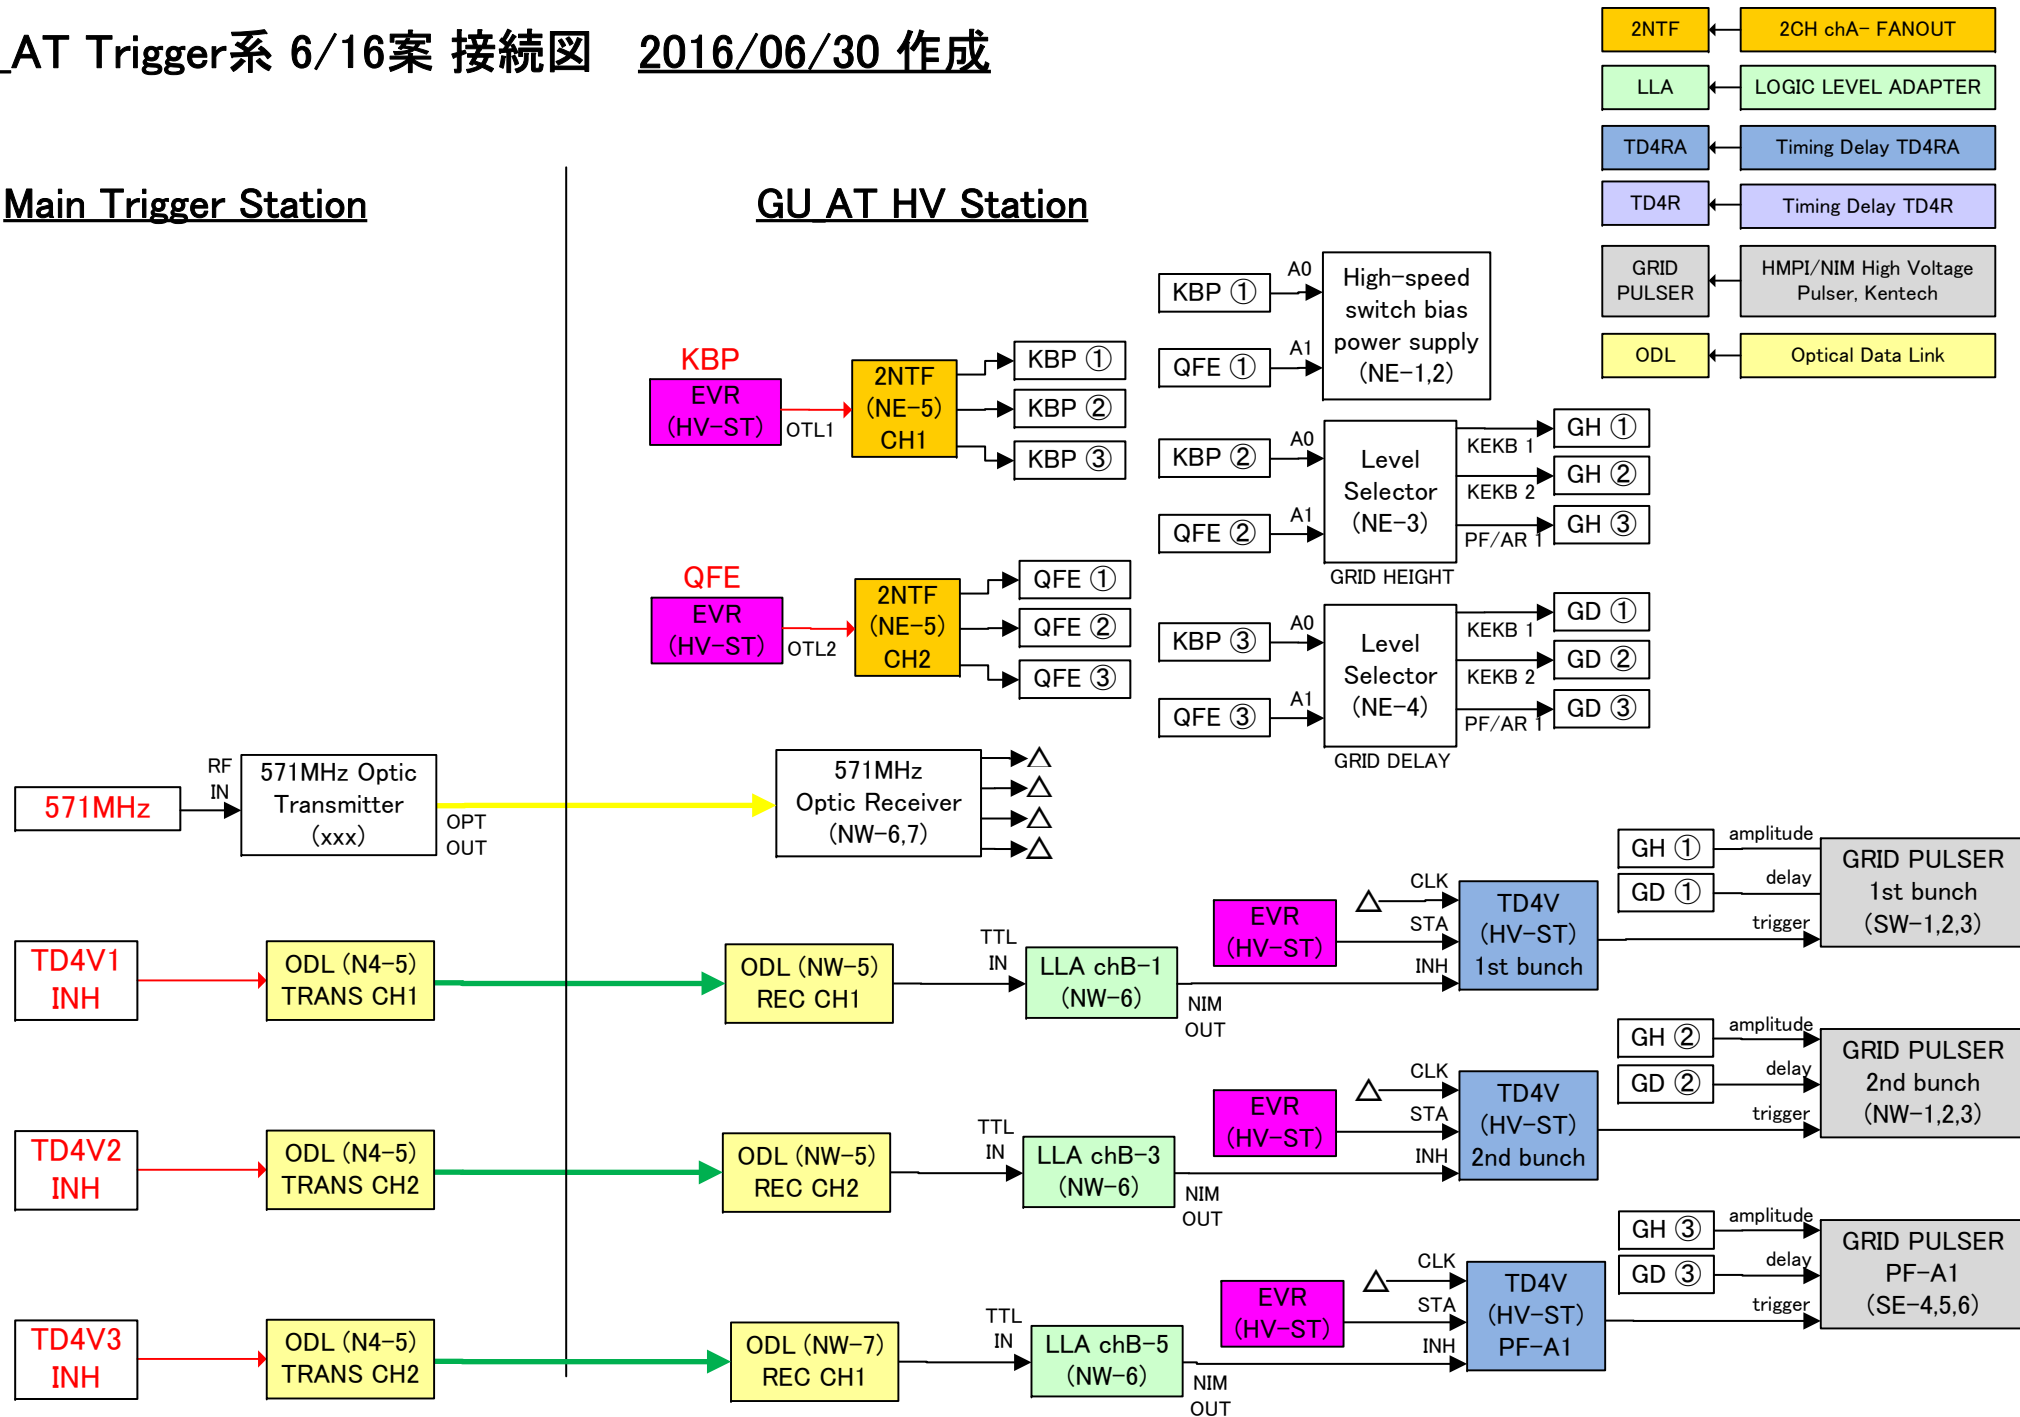 _AT Trigger系 6/16案 接続図 2016/06/30 作成
2NTF
2CH chA- FANOUT
LLA
LOGIC LEVEL ADAPTER
TD4RA
Timing Delay TD4RA
TD4R
Timing Delay TD4R
GRID
PULSER
HMPI/NIM High Voltage
Pulser, Kentech
ODL
Optical Data Link
Main Trigger Station
GU_AT HV Station
KBP
EVR
(HV-ST)
OTL1
2NTF
(NE-5)
CH1
KBP ①
KBP ②
KBP ③
QFE
EVR
(HV-ST)
OTL2
2NTF
(NE-5)
CH2
QFE ①
QFE ②
QFE ③
KBP ①
A0
QFE ①
A1
High-speed
switch bias
power supply
(NE-1,2)
KBP ②
A0
QFE ②
A1
Level
Selector
(NE-3)
GRID HEIGHT
KEKB 1
GH ①
KEKB 2
GH ②
PF/AR 1
GH ③
KBP ③
A0
QFE ③
A1
Level
Selector
(NE-4)
GRID DELAY
KEKB 1
GD ①
KEKB 2
GD ②
PF/AR 1
GD ③
571MHz
RF
IN
571MHz Optic
Transmitter
(xxx)
OPT
OUT
571MHz
Optic Receiver
(NW-6,7)
△
△
△
△
TD4V1
INH
ODL (N4-5)
TRANS CH1
ODL (NW-5)
REC CH1
TTL
IN
LLA chB-1
(NW-6)
NIM
OUT
EVR
(HV-ST)
△
CLK
STA
INH
TD4V
(HV-ST)
1st bunch
GH ①
amplitude
GD ①
delay
trigger
GRID PULSER
1st bunch
(SW-1,2,3)
TD4V2
INH
ODL (N4-5)
TRANS CH2
ODL (NW-5)
REC CH2
TTL
IN
LLA chB-3
(NW-6)
NIM
OUT
EVR
(HV-ST)
△
CLK
STA
INH
TD4V
(HV-ST)
2nd bunch
GH ②
amplitude
GD ②
delay
trigger
GRID PULSER
2nd bunch
(NW-1,2,3)
TD4V3
INH
ODL (N4-5)
TRANS CH2
ODL (NW-7)
REC CH1
TTL
IN
LLA chB-5
(NW-6)
NIM
OUT
EVR
(HV-ST)
△
CLK
STA
INH
TD4V
(HV-ST)
PF-A1
GH ③
amplitude
GD ③
delay
trigger
GRID PULSER
PF-A1
(SE-4,5,6)